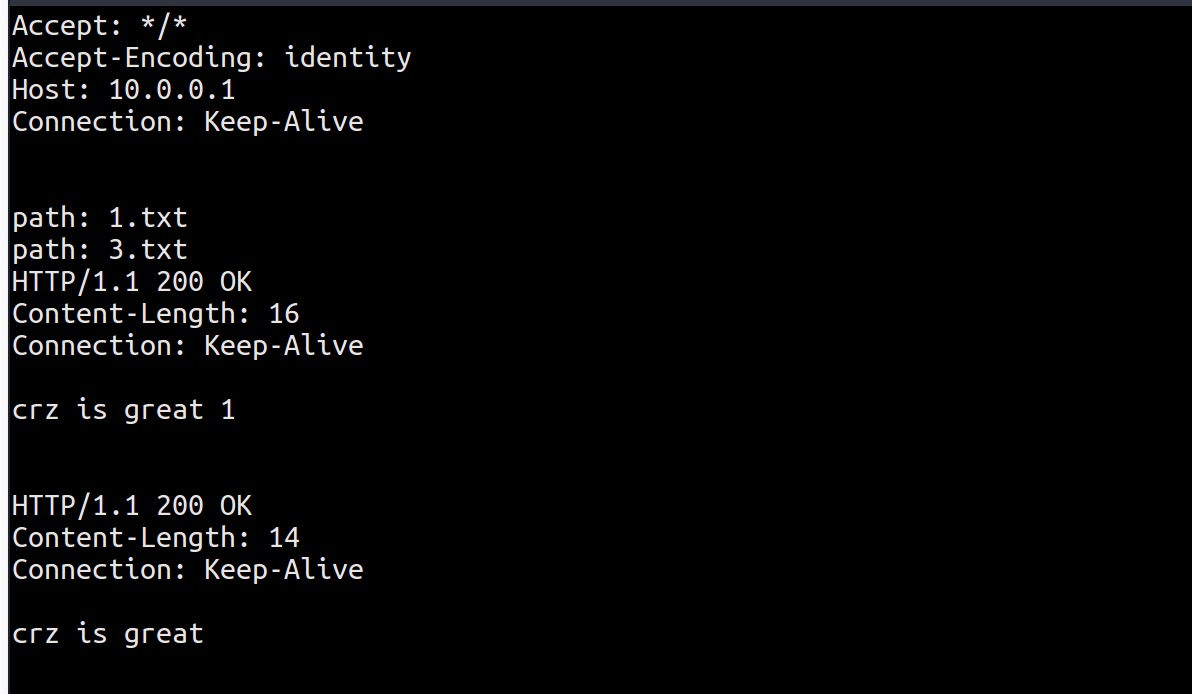 Accept: */*
Accept-Encoding: identity
Host: 10.0.0.1
Connection: Keep-Alive
path: 1.txt
path: 3.txt
HTTP/1.1 200 OK
Content-Length: 16
Connection: Keep-Alive
crz is great 1
HTTP/1.1 200 OK
Content-Length: 14
Connection: Keep-Alive
crz is great